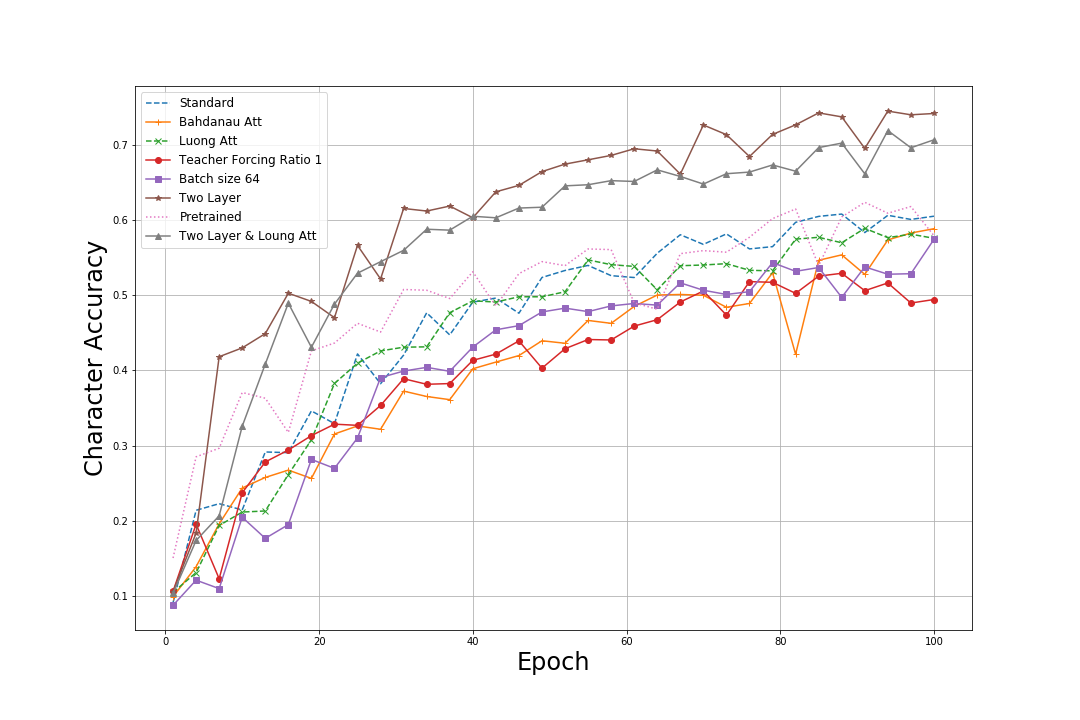 Standard
Bahdanau Att
Luong Att
Teacher Forcing Ratio 1
Batch size 64
Two Layer
Pretrained
Two Layer & Loung Att
Character Accuracy
0.7
0.6
0.5
0.4
0.3
0.2
0.1
0 20 40 60 80 100
Epoch